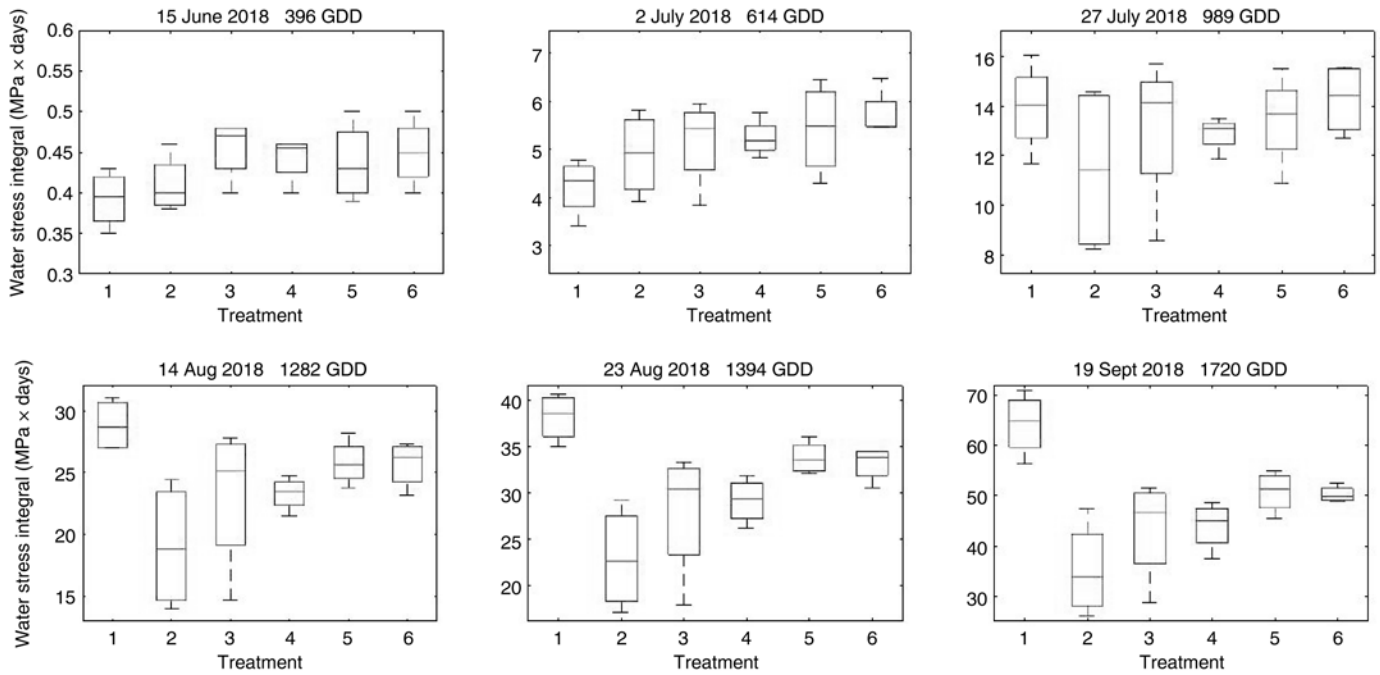 15 June 2018 396 GDD
Water stress integral (MPa × days)
0.6
0.55
0.5
0.45
0.4
0.35
0.3
1 2 3 4 5 6
Treatment
2 July 2018 614 GDD
7
6
5
4
3
1 2 3 4 5 6
Treatment
27 July 2018 989 GDD
16
14
12
10
8
1 2 3 4 5 6
Treatment
14 Aug 2018 1282 GDD
Water stress integral (MPa × days)
30
25
20
15
1 2 3 4 5 6
Treatment
23 Aug 2018 1394 GDD
40
35
30
25
20
1 2 3 4 5 6
Treatment
19 Sept 2018 1720 GDD
70
60
50
40
30
1 2 3 4 5 6
Treatment